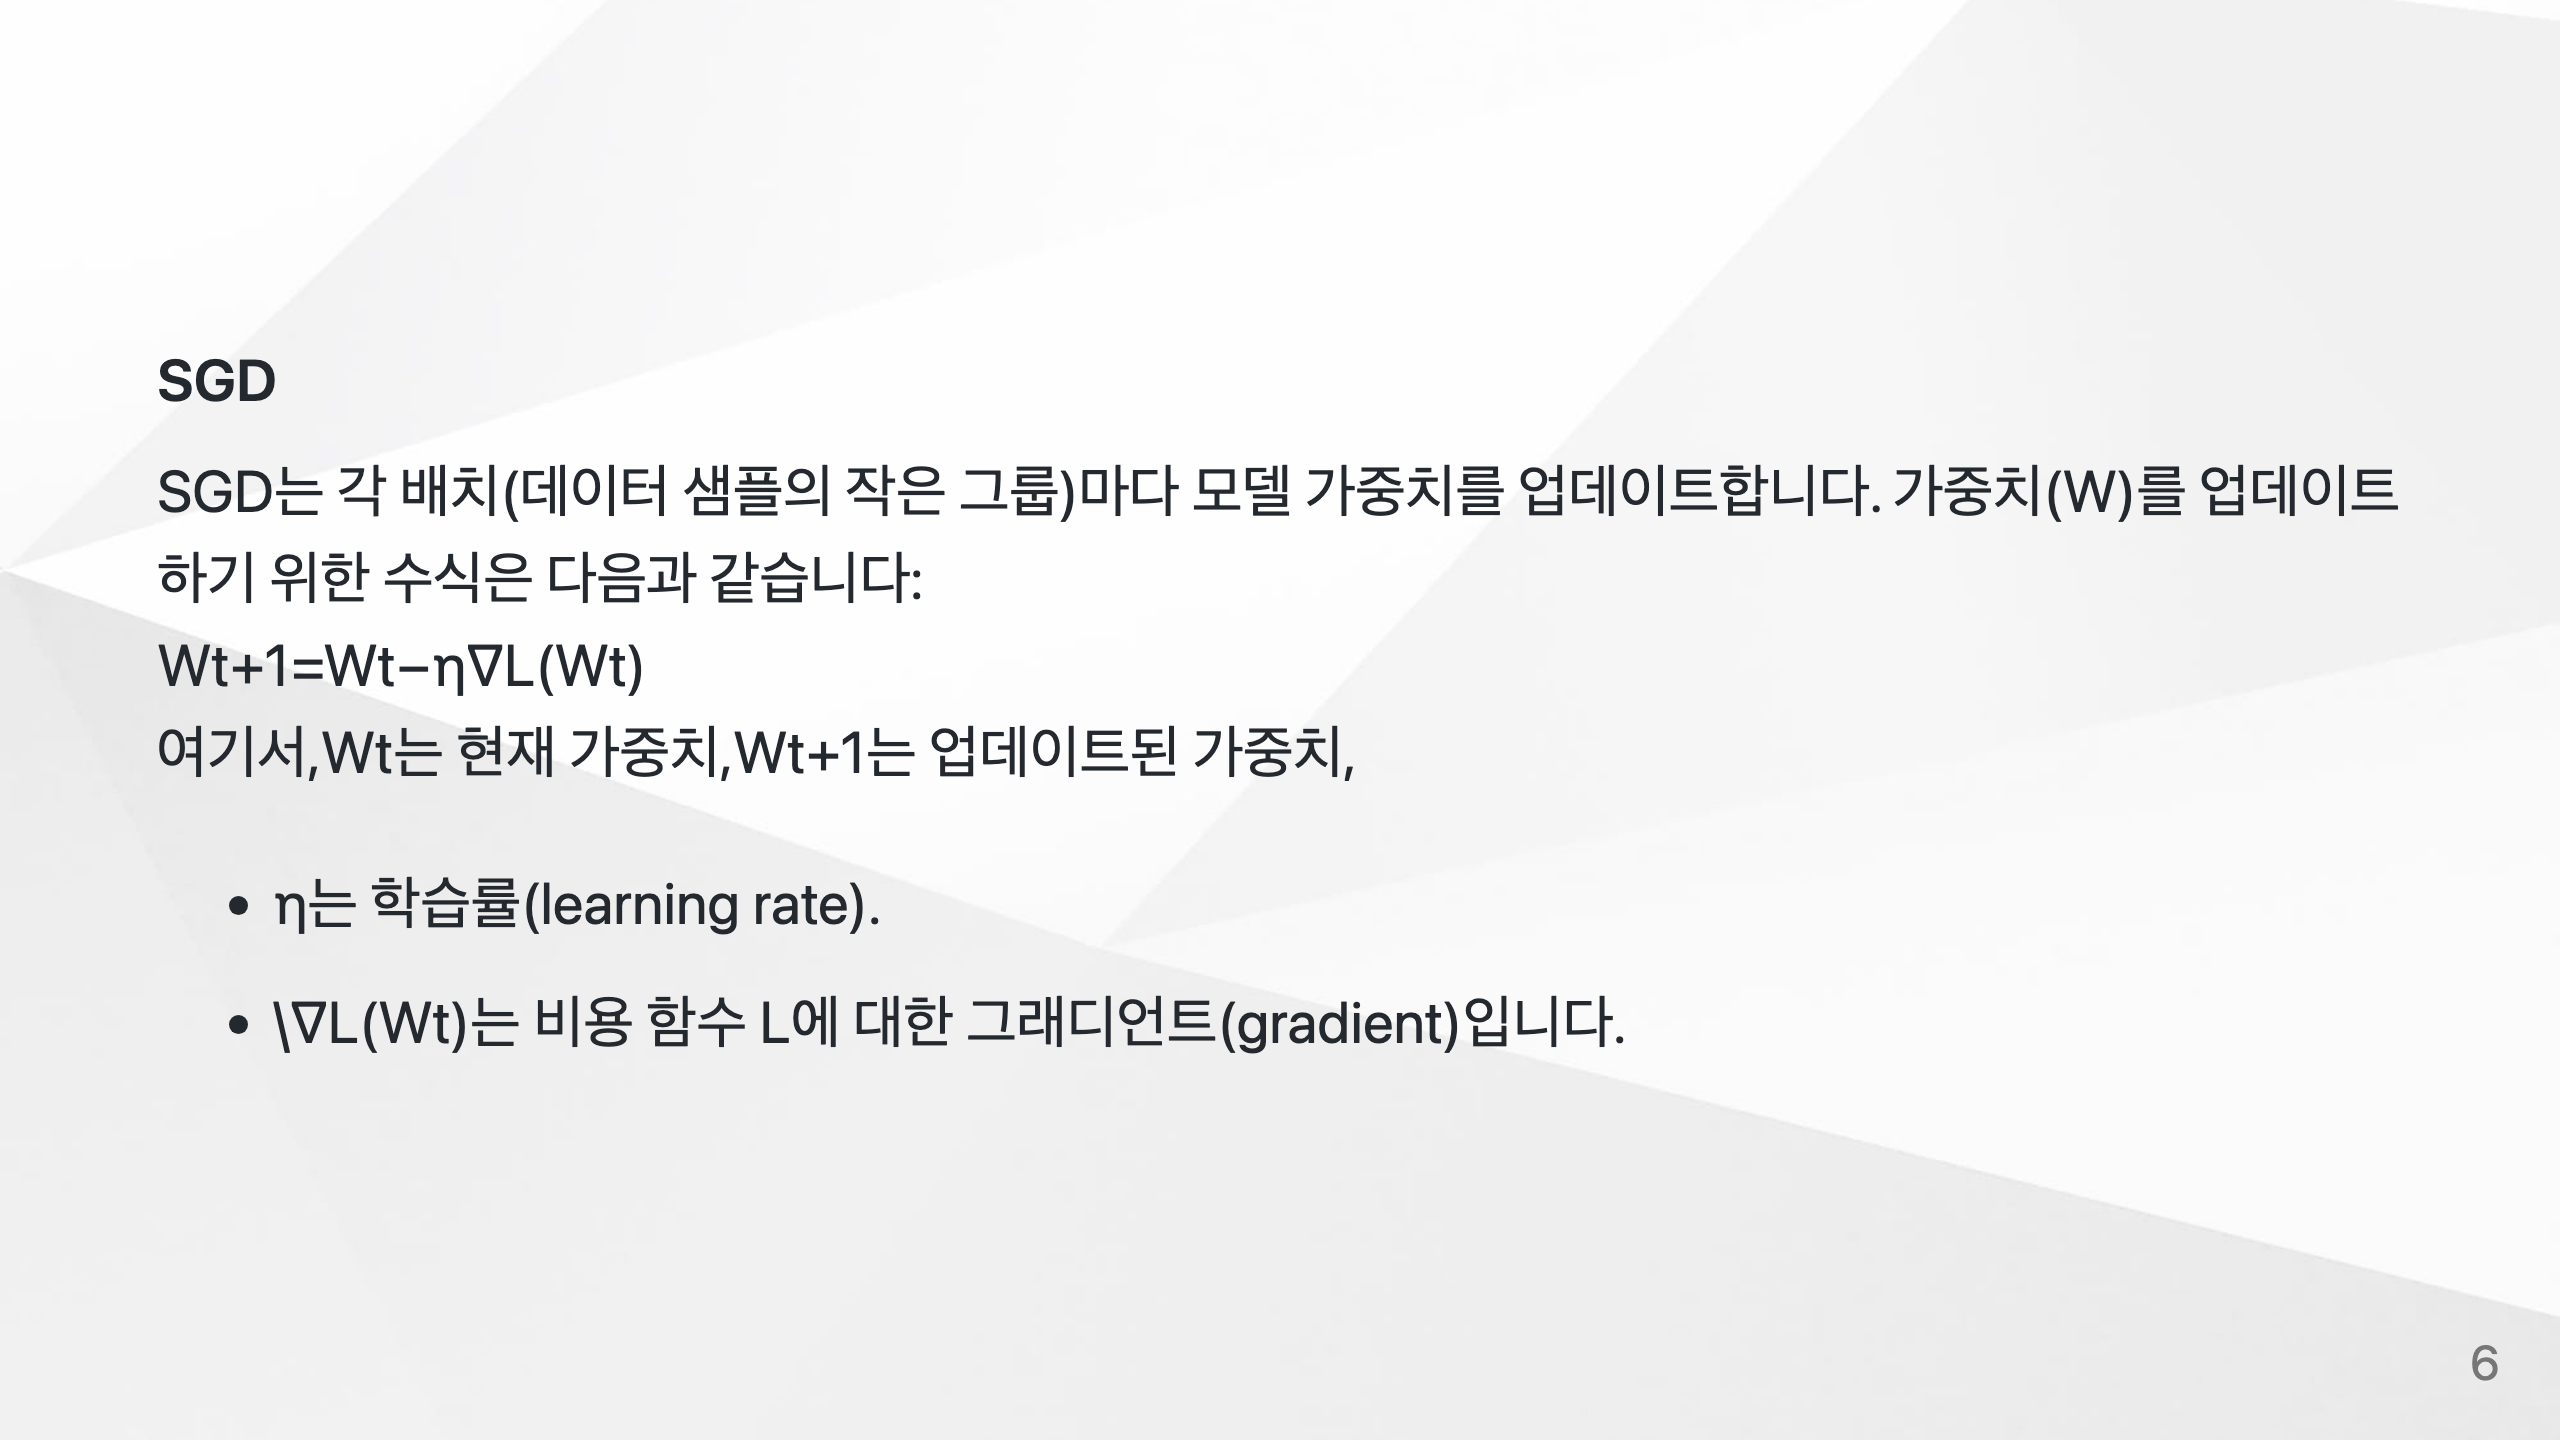 SGD
SGD는 각 배치(데이터 샘플의 작은 그룹)마다 모델 가중치를 업데이트합니다. 가중치(W)를 업데이트
하기 위한 수식은 다음과 같습니다:
Wt+1=Wt−η∇L(Wt)
여기서,Wt는 현재 가중치,Wt+1는 업데이트된 가중치,
• η는 학습률(learning rate).
• \∇L(Wt)는 비용 함수 L에 대한 그래디언트(gradient)입니다.
6